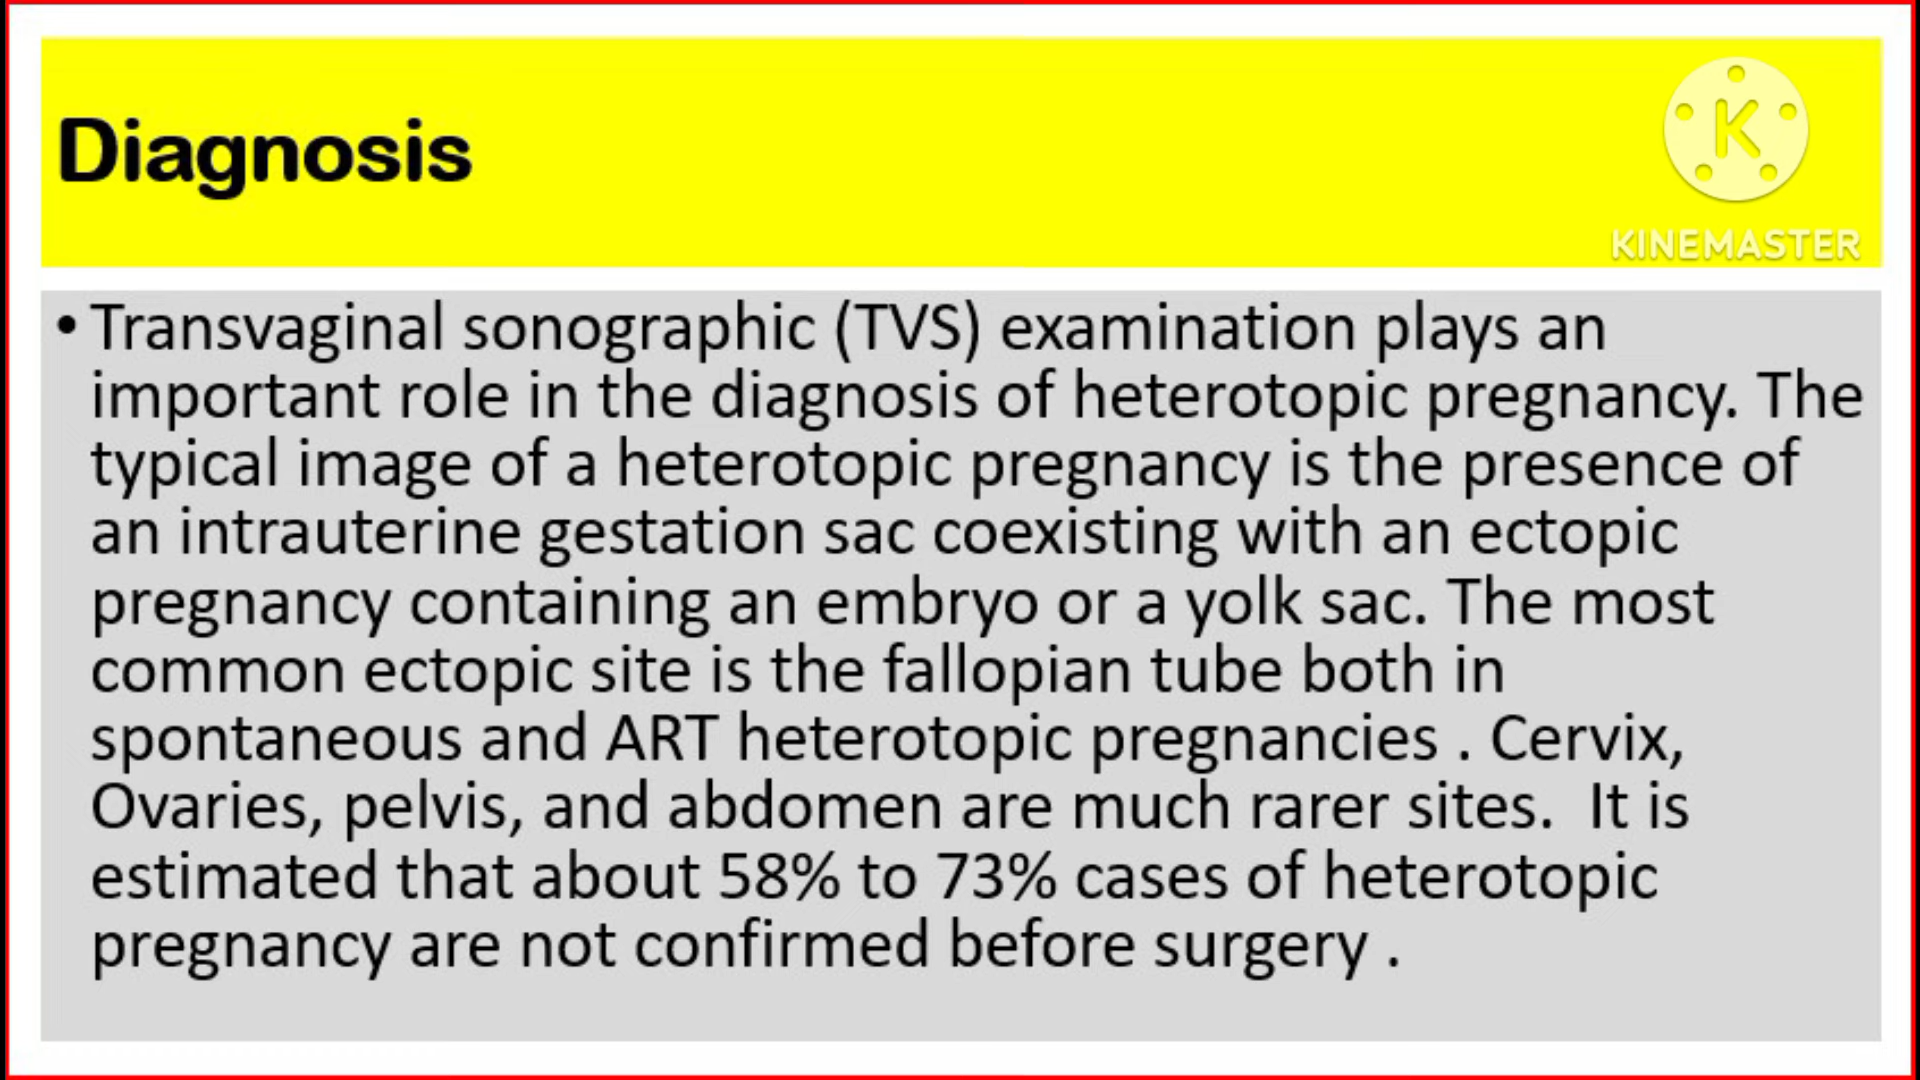 Diagnosis
K
KINEMASTER
• Transvaginal sonographic (TVS) examination plays an
important role in the diagnosis of heterotopic pregnancy. The
typical image of a heterotopic pregnancy is the presence of
an intrauterine gestation sac coexisting with an ectopic
pregnancy containing an embryo or a yolk sac. The most
common ectopic site is the fallopian tube both in
spontaneous and ART heterotopic pregnancies . Cervix,
Ovaries, pelvis, and abdomen are much rarer sites.  It is
estimated that about 58% to 73% cases of heterotopic
pregnancy are not confirmed before surgery .